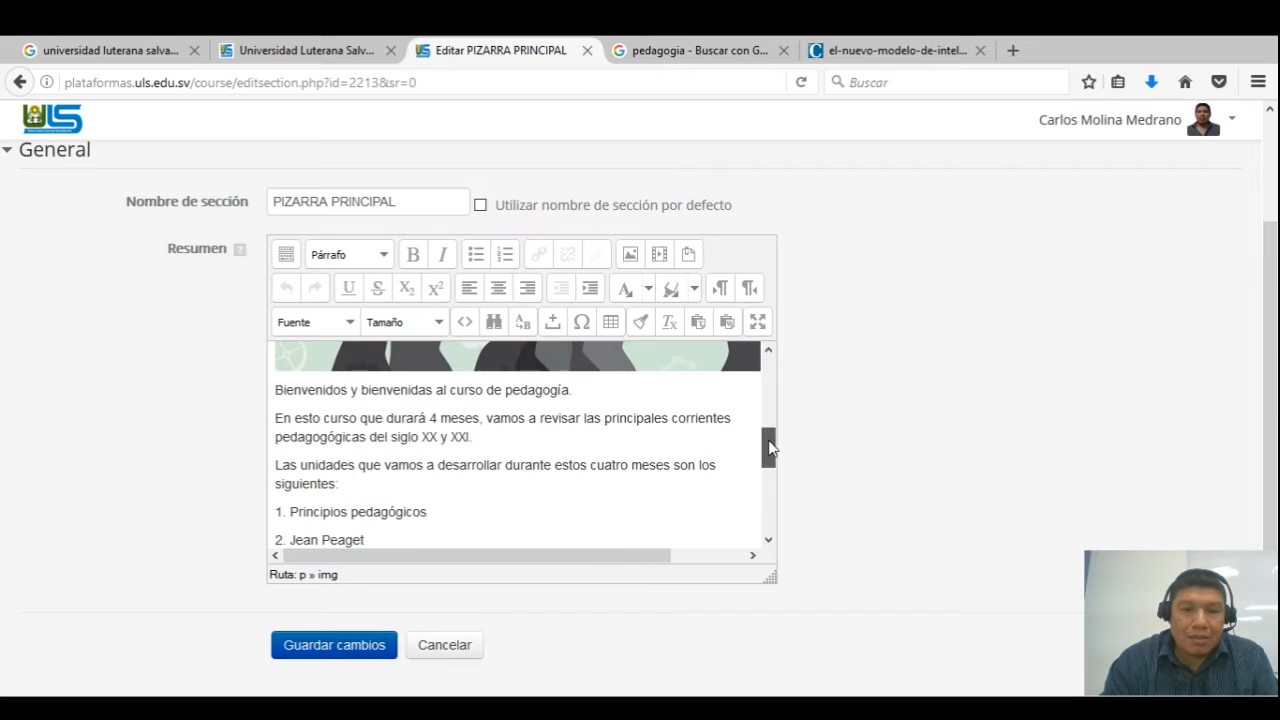 universidad luterana salva...
Universidad Luterana Salv...
Editar PIZARRA PRINCIPAL
pedagogia - Buscar con G...
el-nuevo-modelo-de-intel...
plataformas.uls.edu.sv/course/editsection.php?id=2213&sr=0
Buscar
ULS
Carlos Molina Medrano
General
Nombre de sección
PIZARRA PRINCIPAL
Utilizar nombre de sección por defecto
Resumen
Párrafo
Fuente
Tamaño
Bienvenidos y bienvenidas al curso de pedagogía.
En esto curso que durará 4 meses, vamos a revisar las principales corrientes
pedagogógicas del siglo XX y XXI.
Las unidades que vamos a desarrollar durante estos cuatro meses son los
siguientes:
1. Principios pedagógicos
2. Jean Peaget
Ruta: p » img
Guardar cambios
Cancelar